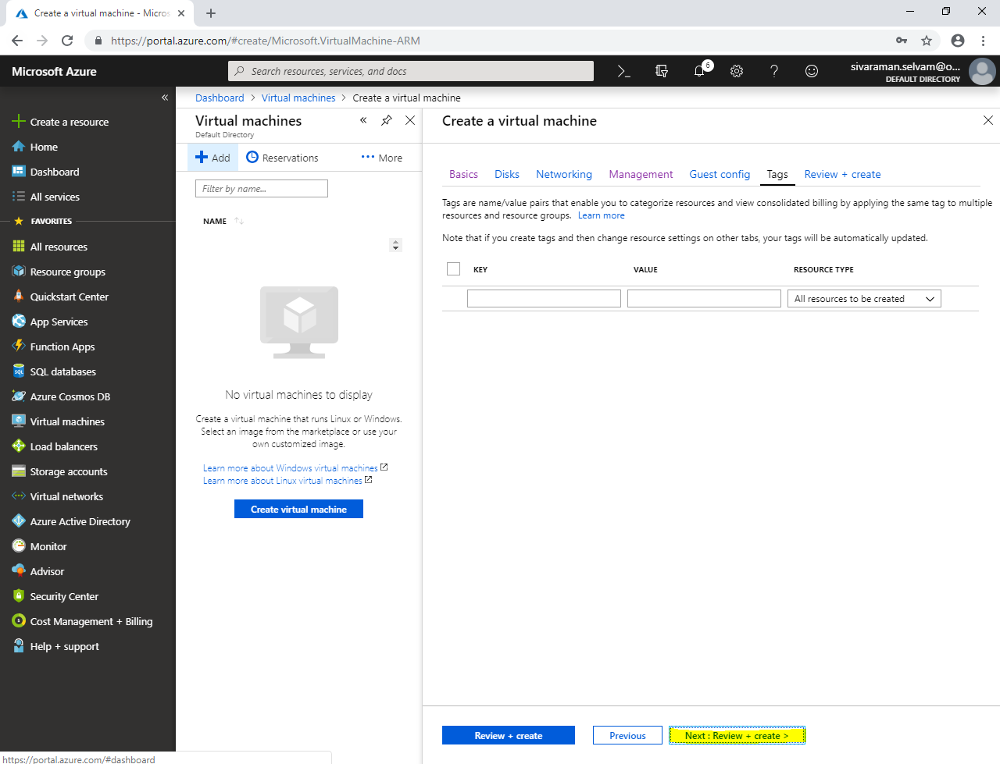 Create a virtual machine - Micros
https://portal.azure.com/#create/Microsoft.VirtualMachine-ARM
Microsoft Azure
Search resources, services, and docs
6
sivaraman.selvam@o...
DEFAULT DIRECTORY
Create a resource
Home
Dashboard
All services
FAVORITES
All resources
Resource groups
Quickstart Center
App Services
Function Apps
SQL databases
Azure Cosmos DB
Virtual machines
Load balancers
Storage accounts
Virtual networks
Azure Active Directory
Monitor
Advisor
Security Center
Cost Management + Billing
Help + support
https://portal.azure.com/#dashboard
Dashboard > Virtual machines > Create a virtual machine
Virtual machines
Default Directory
Add
Reservations
More
Filter by name...
NAME
No virtual machines to display
Create a virtual machine that runs Linux or Windows.
Select an image from the marketplace or use your
own customized image.
Learn more about Windows virtual machines
Learn more about Linux virtual machines
Create virtual machine
Create a virtual machine
Basics Disks Networking Management Guest config Tags Review + create
Tags are name/value pairs that enable you to categorize resources and view consolidated billing by applying the same tag to multiple
resources and resource groups. Learn more
Note that if you create tags and then change resource settings on other tabs, your tags will be automatically updated.
KEY VALUE RESOURCE TYPE
All resources to be created
Review + create
Previous
Next : Review + create >